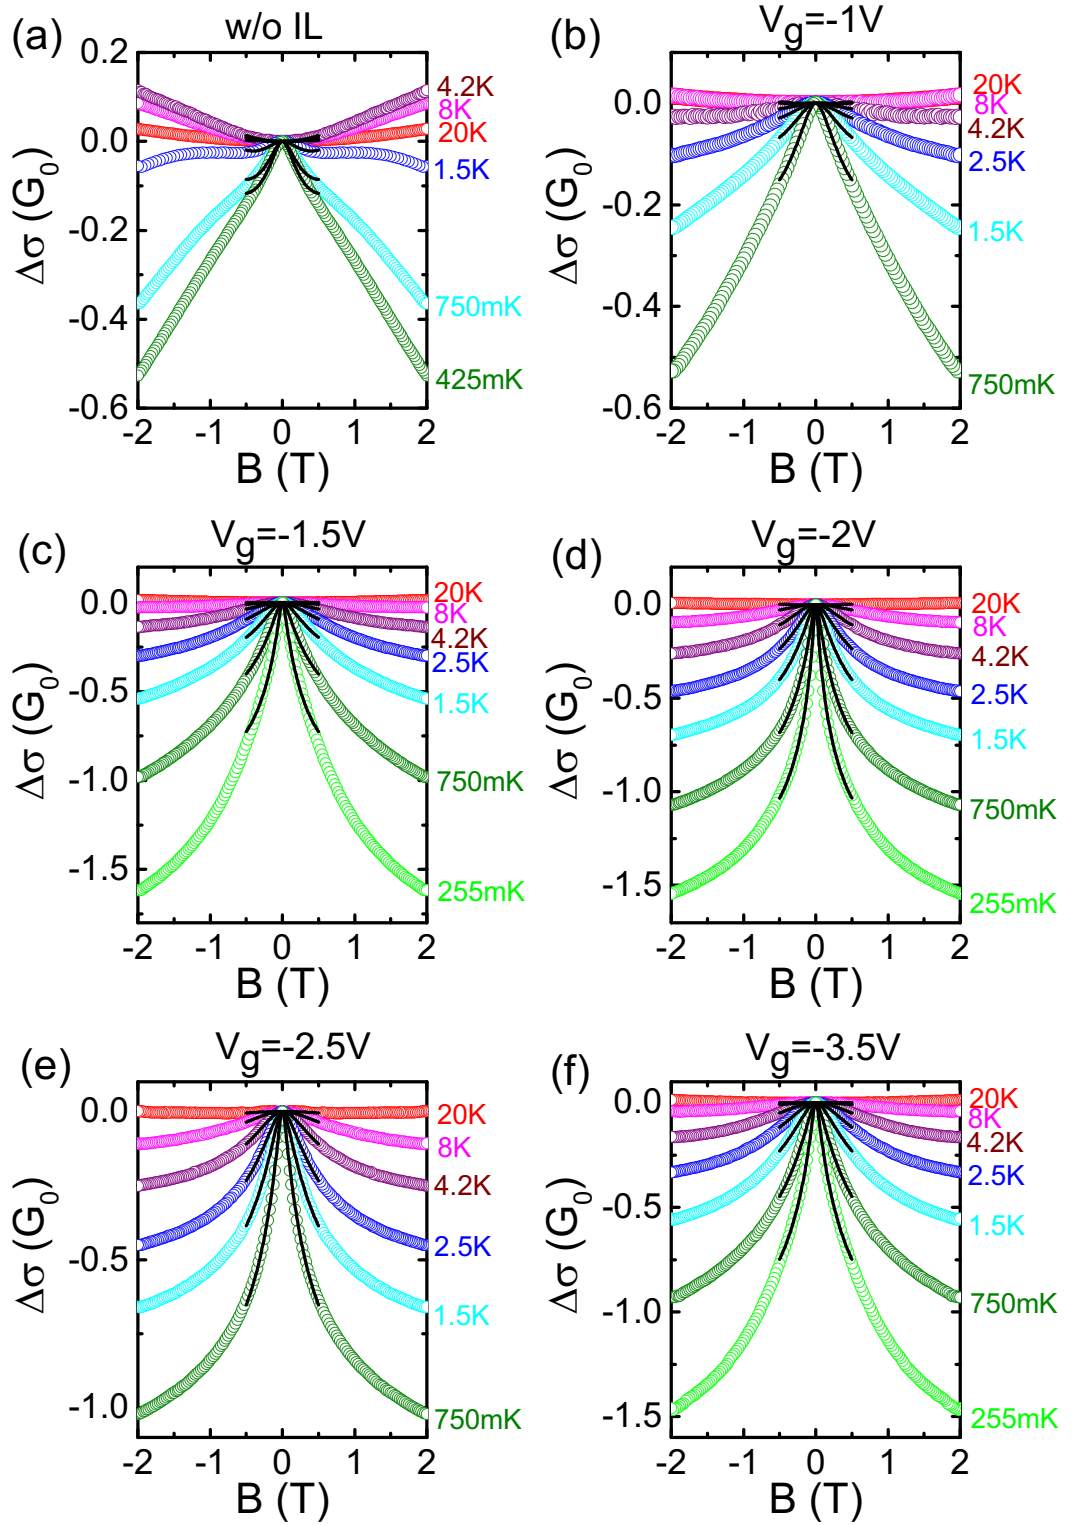 (a)
w/o IL
0.2
0.0
-0.2
-0.4
-0.6
Δσ (G0)
4.2K
8K
20K
1.5K
750mK
425mK
-2 -1 0 1 2
B (T)
(b)
Vg=-1V
0.0
-0.2
-0.4
-0.6
Δσ (G0)
20K
8K
4.2K
2.5K
1.5K
750mK
-2 -1 0 1 2
B (T)
(c)
Vg=-1.5V
0.0
-0.5
-1.0
-1.5
Δσ (G0)
20K
8K
4.2K
2.5K
1.5K
750mK
255mK
-2 -1 0 1 2
B (T)
(d)
Vg=-2V
0.0
-0.5
-1.0
-1.5
Δσ (G0)
20K
8K
4.2K
2.5K
1.5K
750mK
255mK
-2 -1 0 1 2
B (T)
(e)
Vg=-2.5V
0.0
-0.5
-1.0
Δσ (G0)
20K
8K
4.2K
2.5K
1.5K
750mK
-2 -1 0 1 2
B (T)
(f)
Vg=-3.5V
0.0
-0.5
-1.0
-1.5
Δσ (G0)
20K
8K
4.2K
2.5K
1.5K
750mK
255mK
-2 -1 0 1 2
B (T)